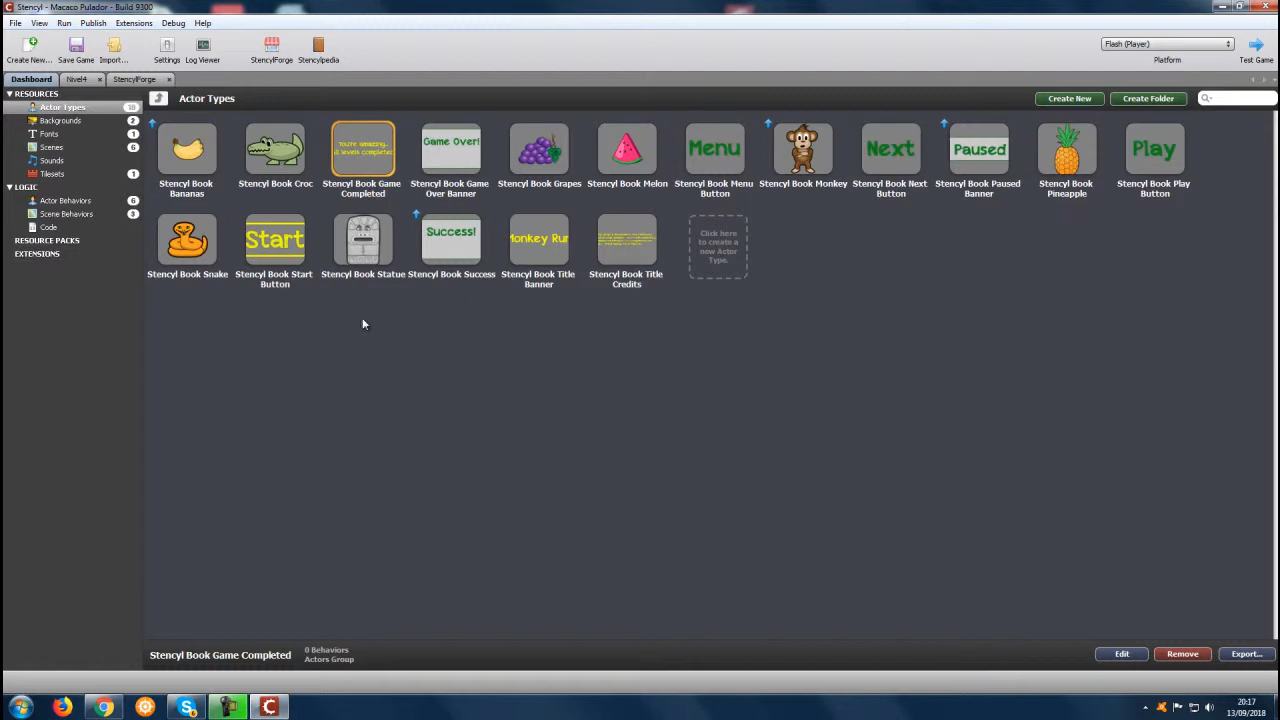 Stencyl - Macaco Pulador - Build 9300
File View Run Publish Extensions Debug Help
Create New... Save Game Import... Settings Log Viewer StencylForge Stencylpedia
Flash (Player)
Platform
Test Game
Dashboard Nivel4 StencylForge
RESOURCES
Actor Types 18
Backgrounds 2
Fonts 1
Scenes 6
Sounds
Tilesets 1
LOGIC
Actor Behaviors 6
Scene Behaviors 3
Code
RESOURCE PACKS
EXTENSIONS
Actor Types
Create New
Create Folder
You're amazing...
Game Over!
Menu
Next
Paused
Play
Stencyl Book Bananas
Stencyl Book Croc
Stencyl Book Game Completed
Stencyl Book Game Over Banner
Stencyl Book Grapes
Stencyl Book Melon
Stencyl Book Menu Button
Stencyl Book Monkey
Stencyl Book Next Button
Stencyl Book Paused Banner
Stencyl Book Pineapple
Stencyl Book Play Button
Start
Success!
Monkey Run
Click here to create a new Actor Type.
Stencyl Book Snake
Stencyl Book Start Button
Stencyl Book Statue
Stencyl Book Success
Stencyl Book Title Banner
Stencyl Book Title Credits
Stencyl Book Game Completed
0 Behaviors
Actors Group
Edit
Remove
Export...
20:17
13/09/2018